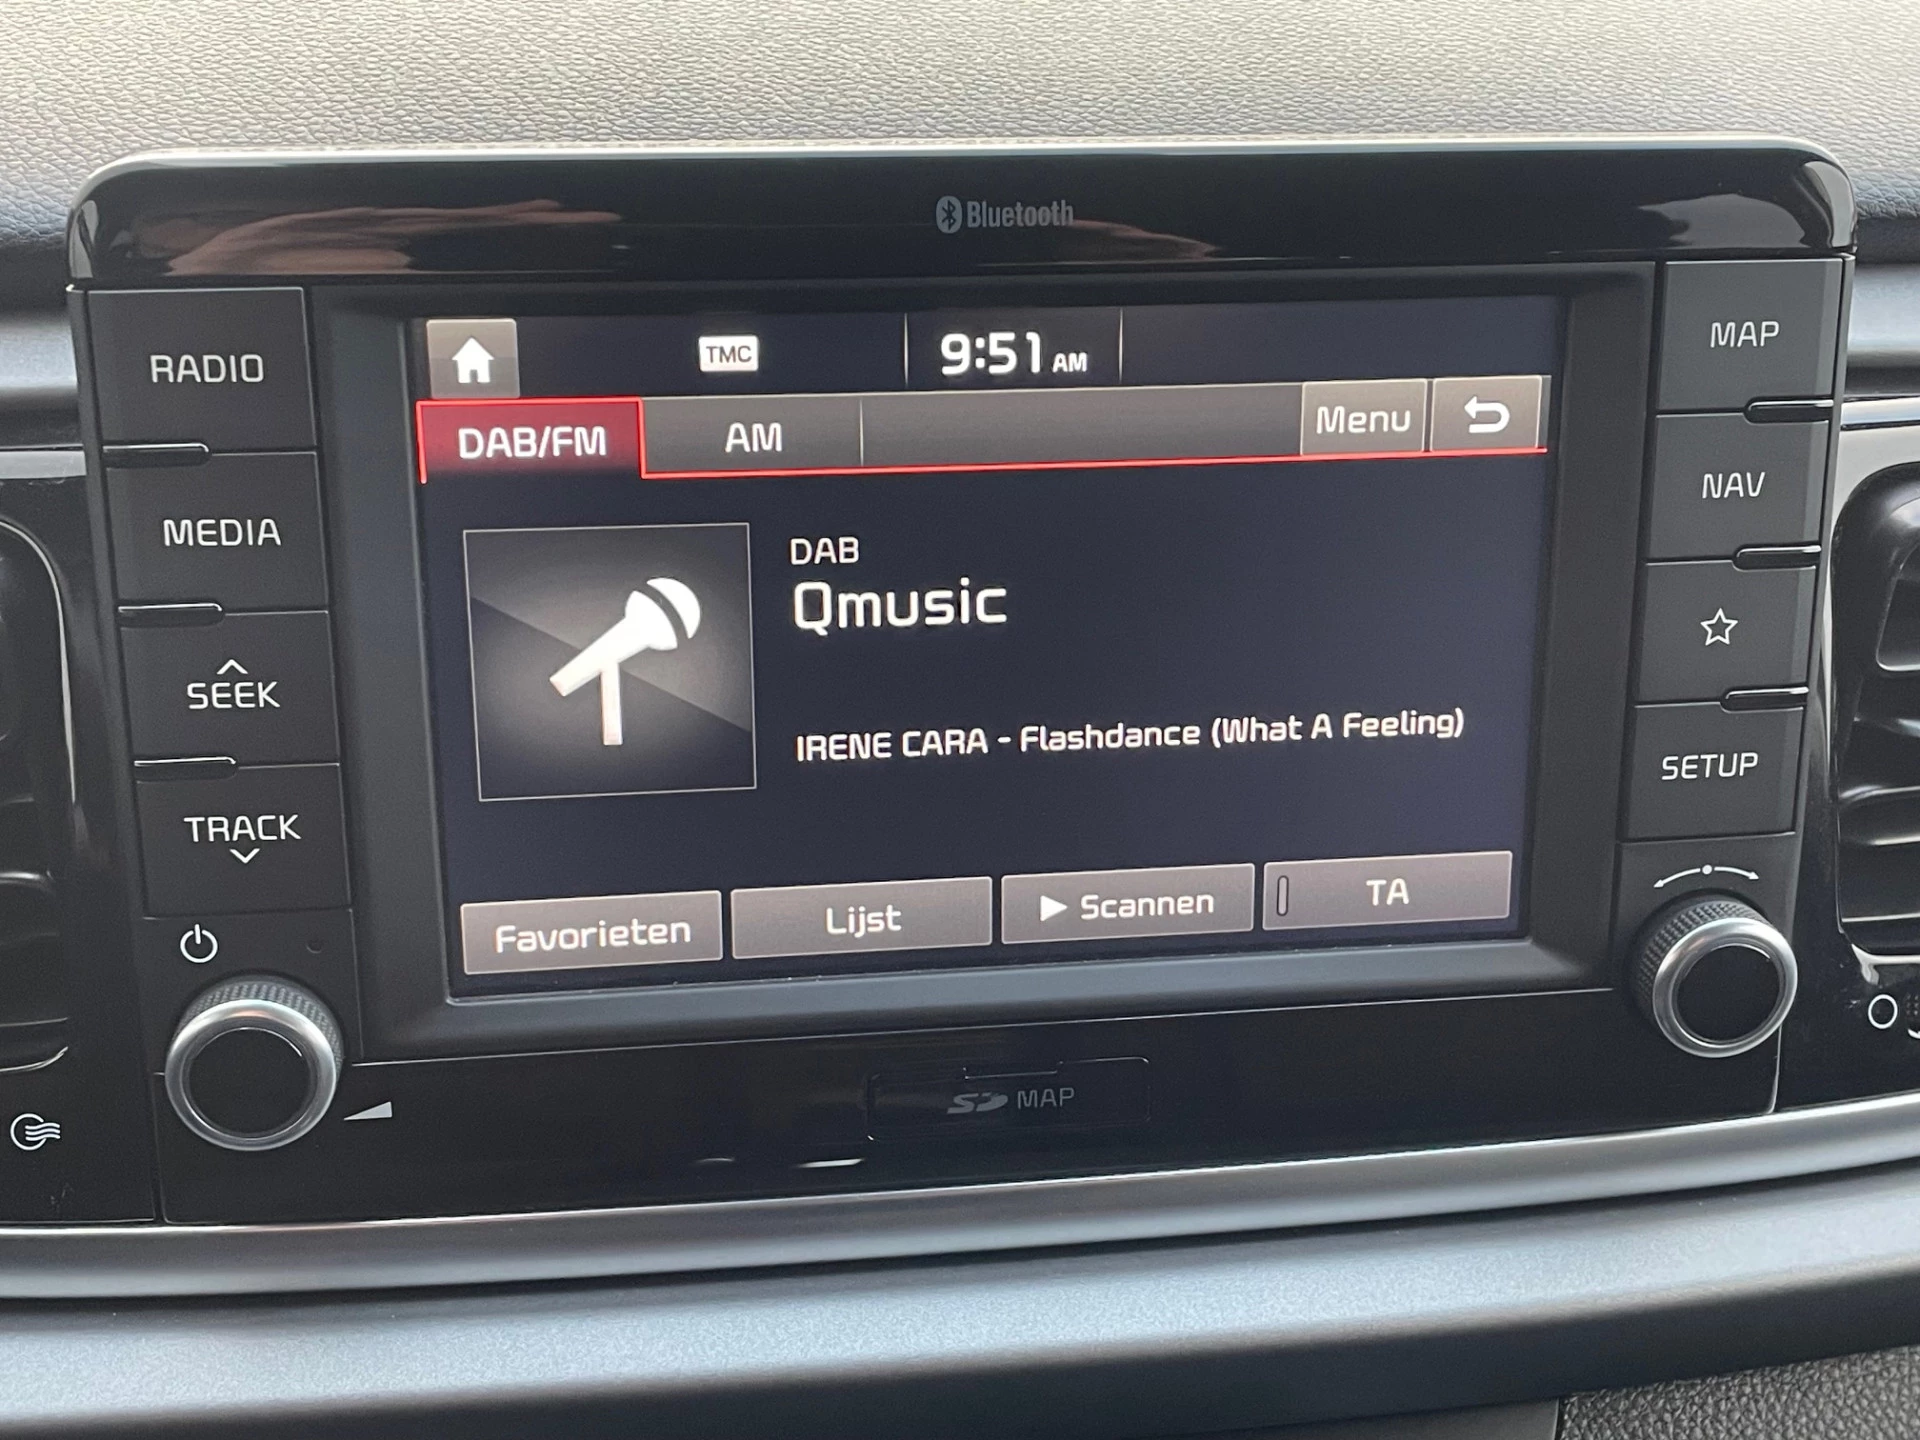 Bluetooth
RADIO
MEDIA
SEEK
TRACK
TMC
9:51 AM
DAB/FM
AM
Menu
DAB
Qmusic
IRENE CARA - Flashdance (What A Feeling)
Favorieten
Lijst
Scannen
TA
MAP
NAV
SETUP
SD MAP